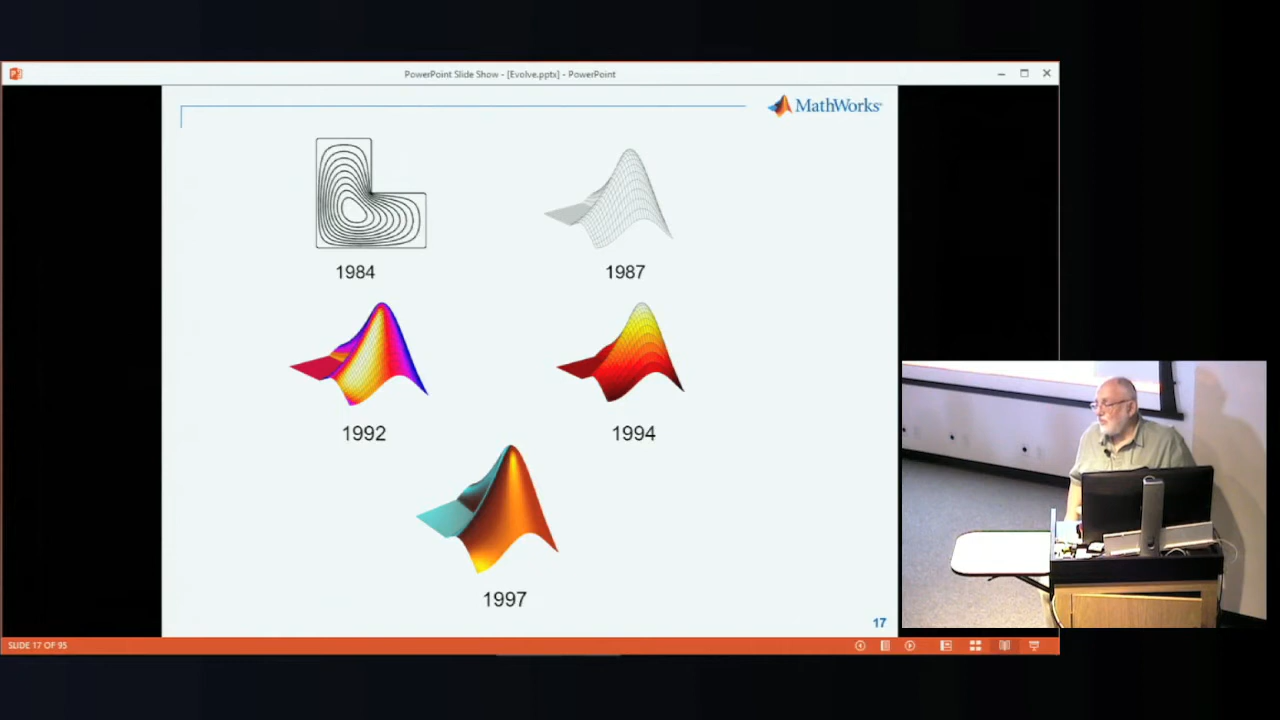 PowerPoint Slide Show - [Evolve.pptx] - PowerPoint
MathWorks
1984
1987
1992
1994
1997
17
SLIDE 17 OF 95